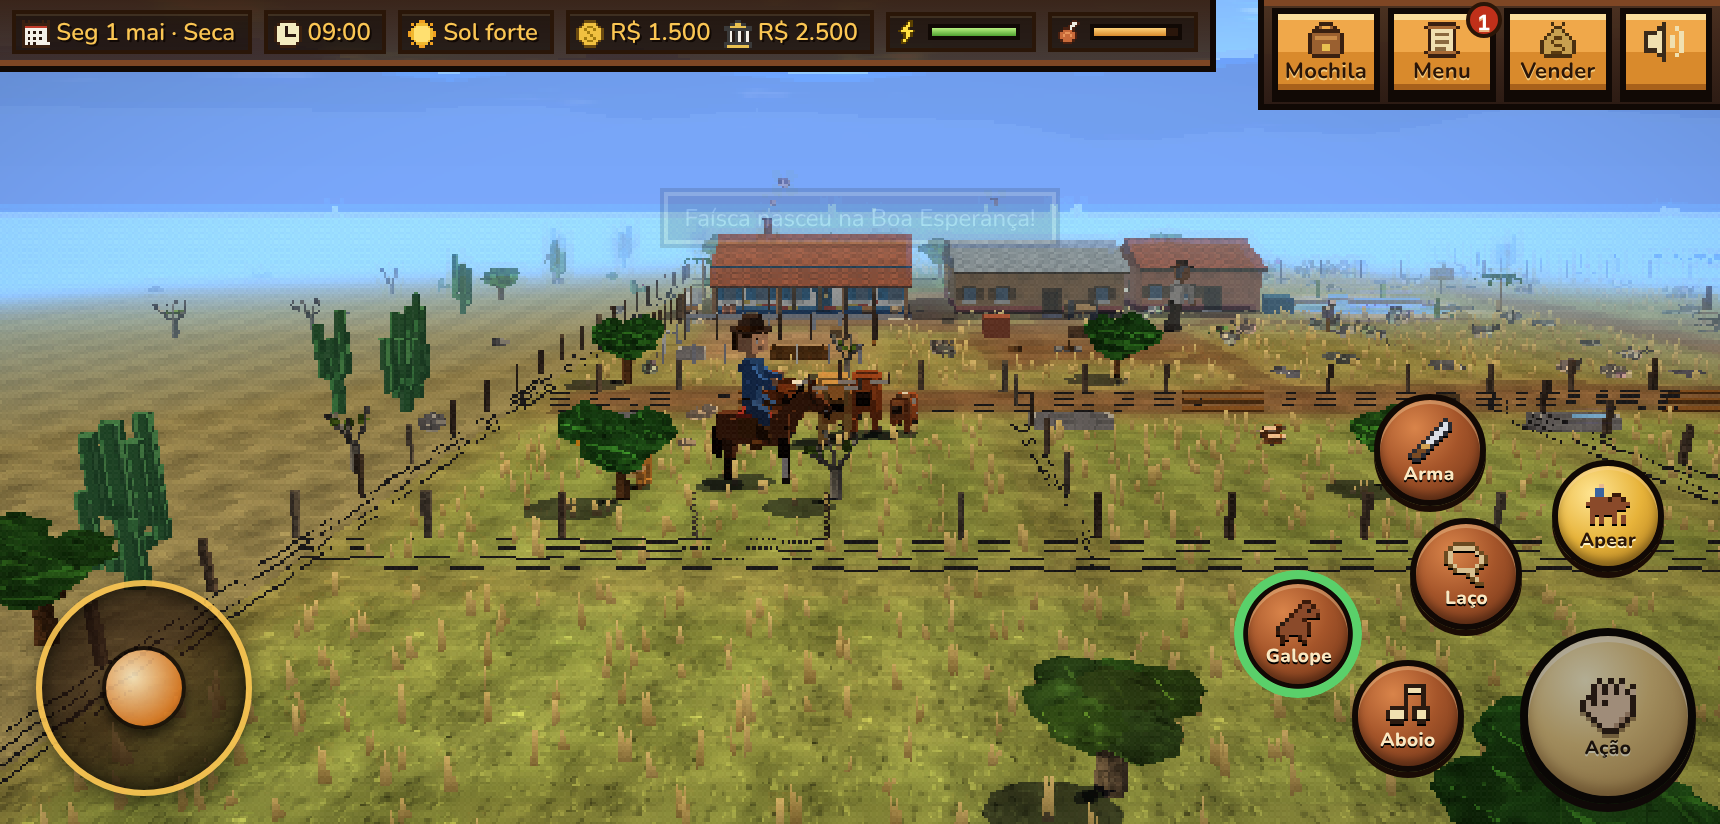 Seg 1 mai · Seca
09:00
Sol forte
R$ 1.500
R$ 2.500
Mochila
Menu
1
Vender
Faísca nasceu na Boa Esperança!
Arma
Apear
Laço
Galope
Aboio
Ação